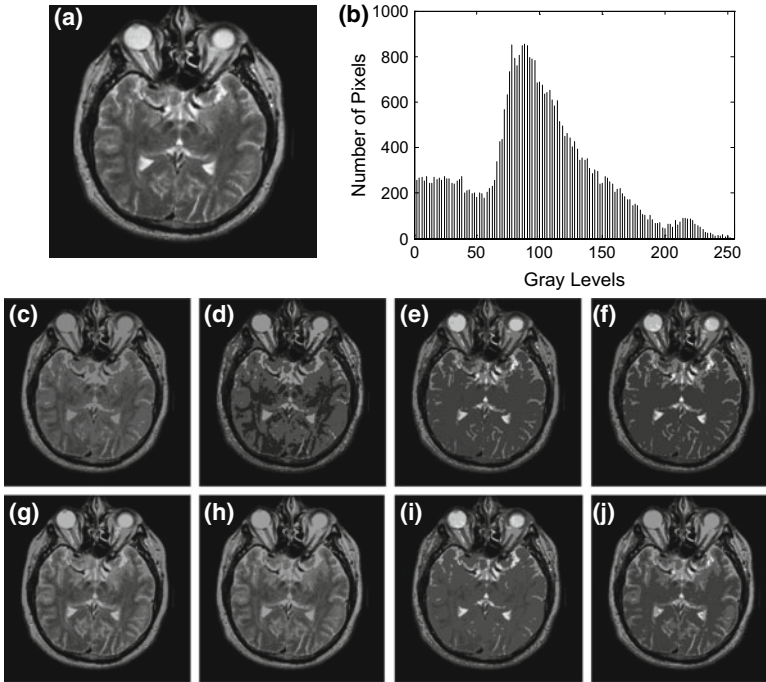 (a)
(b)
1000
800
600
400
200
0
Number of Pixels
0 50 100 150 200 250
Gray Levels
(c) (d) (e) (f)
(g) (h) (i) (j)